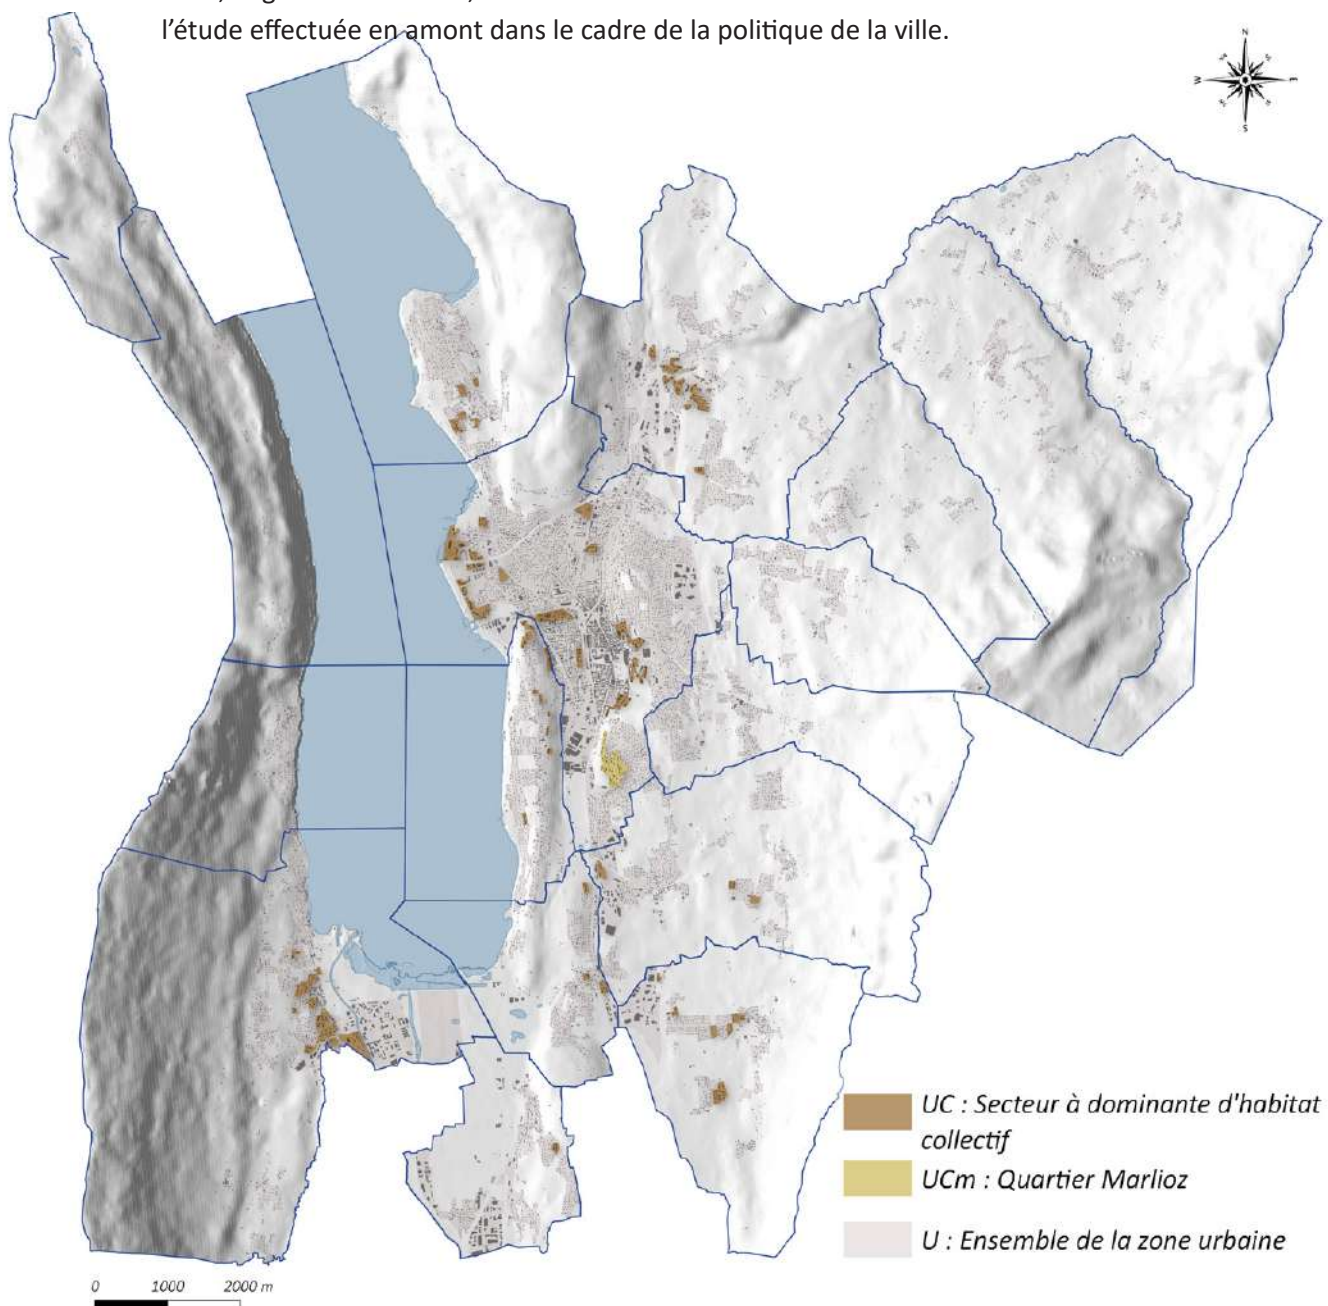 l'étude effectuée en amont dans le cadre de la politique de la ville.
N
W
E
S
UC : Secteur à dominante d'habitat
collectif
UCm : Quartier Marlioz
U : Ensemble de la zone urbaine
0 1000 2000 m